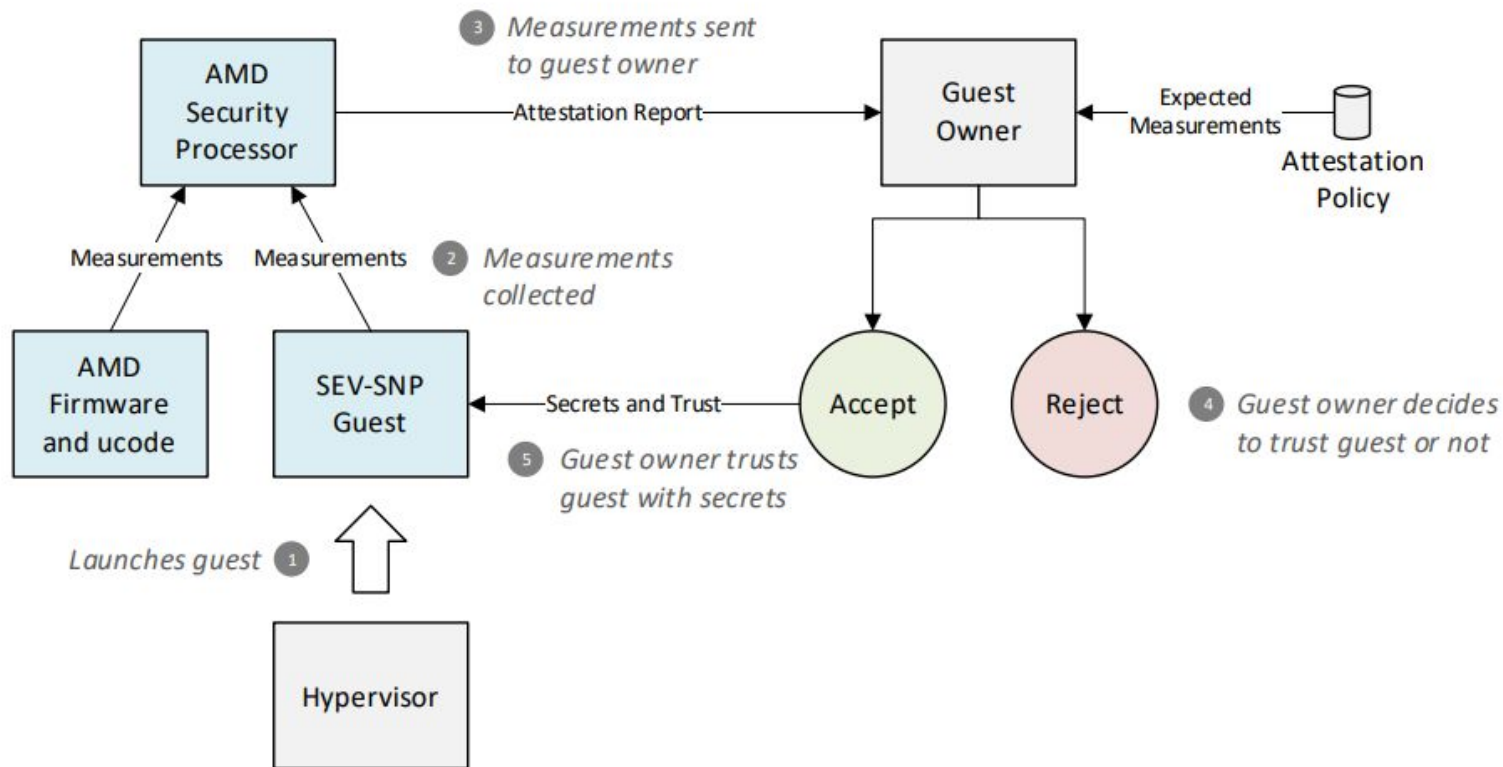 3 Measurements sent
to guest owner
AMD
Security
Processor
Attestation Report
Guest
Owner
Expected
Measurements
Attestation
Policy
Measurements
Measurements
2 Measurements
collected
AMD
Firmware
and ucode
SEV-SNP
Guest
Secrets and Trust
Accept
Reject
4 Guest owner decides
to trust guest or not
5 Guest owner trusts
guest with secrets
Launches guest 1
Hypervisor